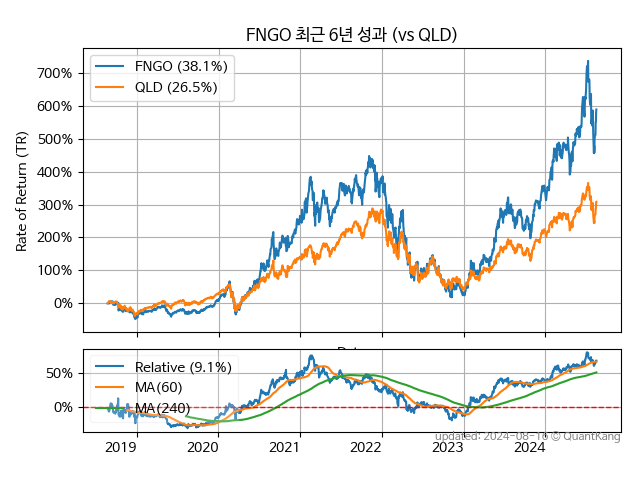 FNGO 최근 6년 성과 (vs QLD)
Rate of Return (TR)
700%
600%
500%
400%
300%
200%
100%
0%
FNGO (38.1%)
QLD (26.5%)
50%
0%
Relative (9.1%)
MA(60)
MA(240)
2019 2020 2021 2022 2023 2024
updated: 2024-08-16 © QuantKang